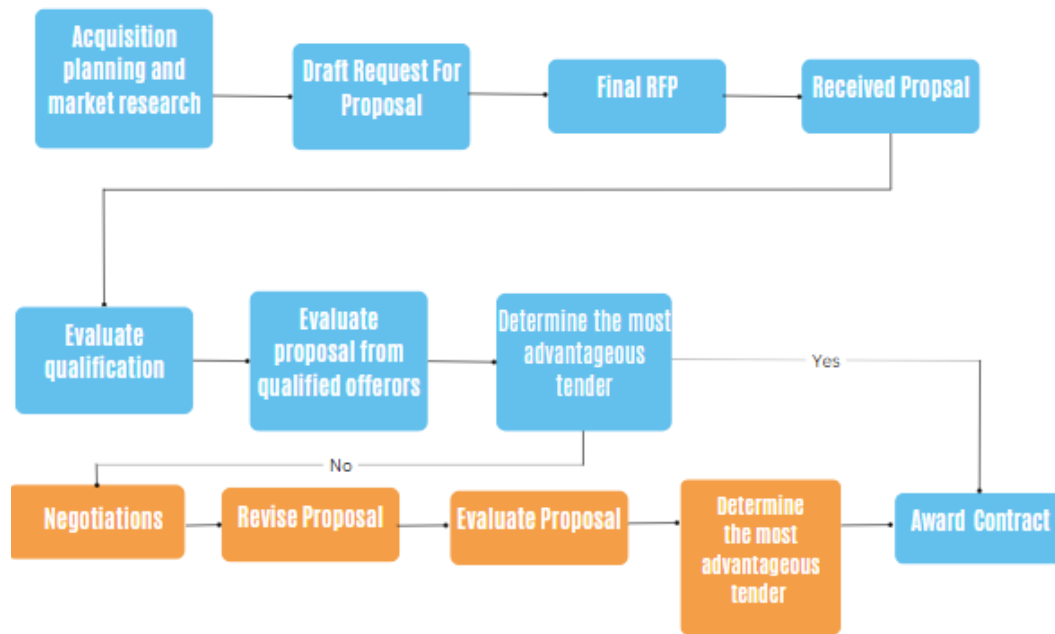 Acquisition
planning and
market research
Draft Request For
Proposal
Final RFP
Received Propsal
Evaluate
qualification
Evaluate
proposal from
qualified offerors
Determine the most
advantageous
tender
Yes
No
Negotiations
Revise Proposal
Evaluate Proposal
Determine
the most
advantageous
tender
Award Contract